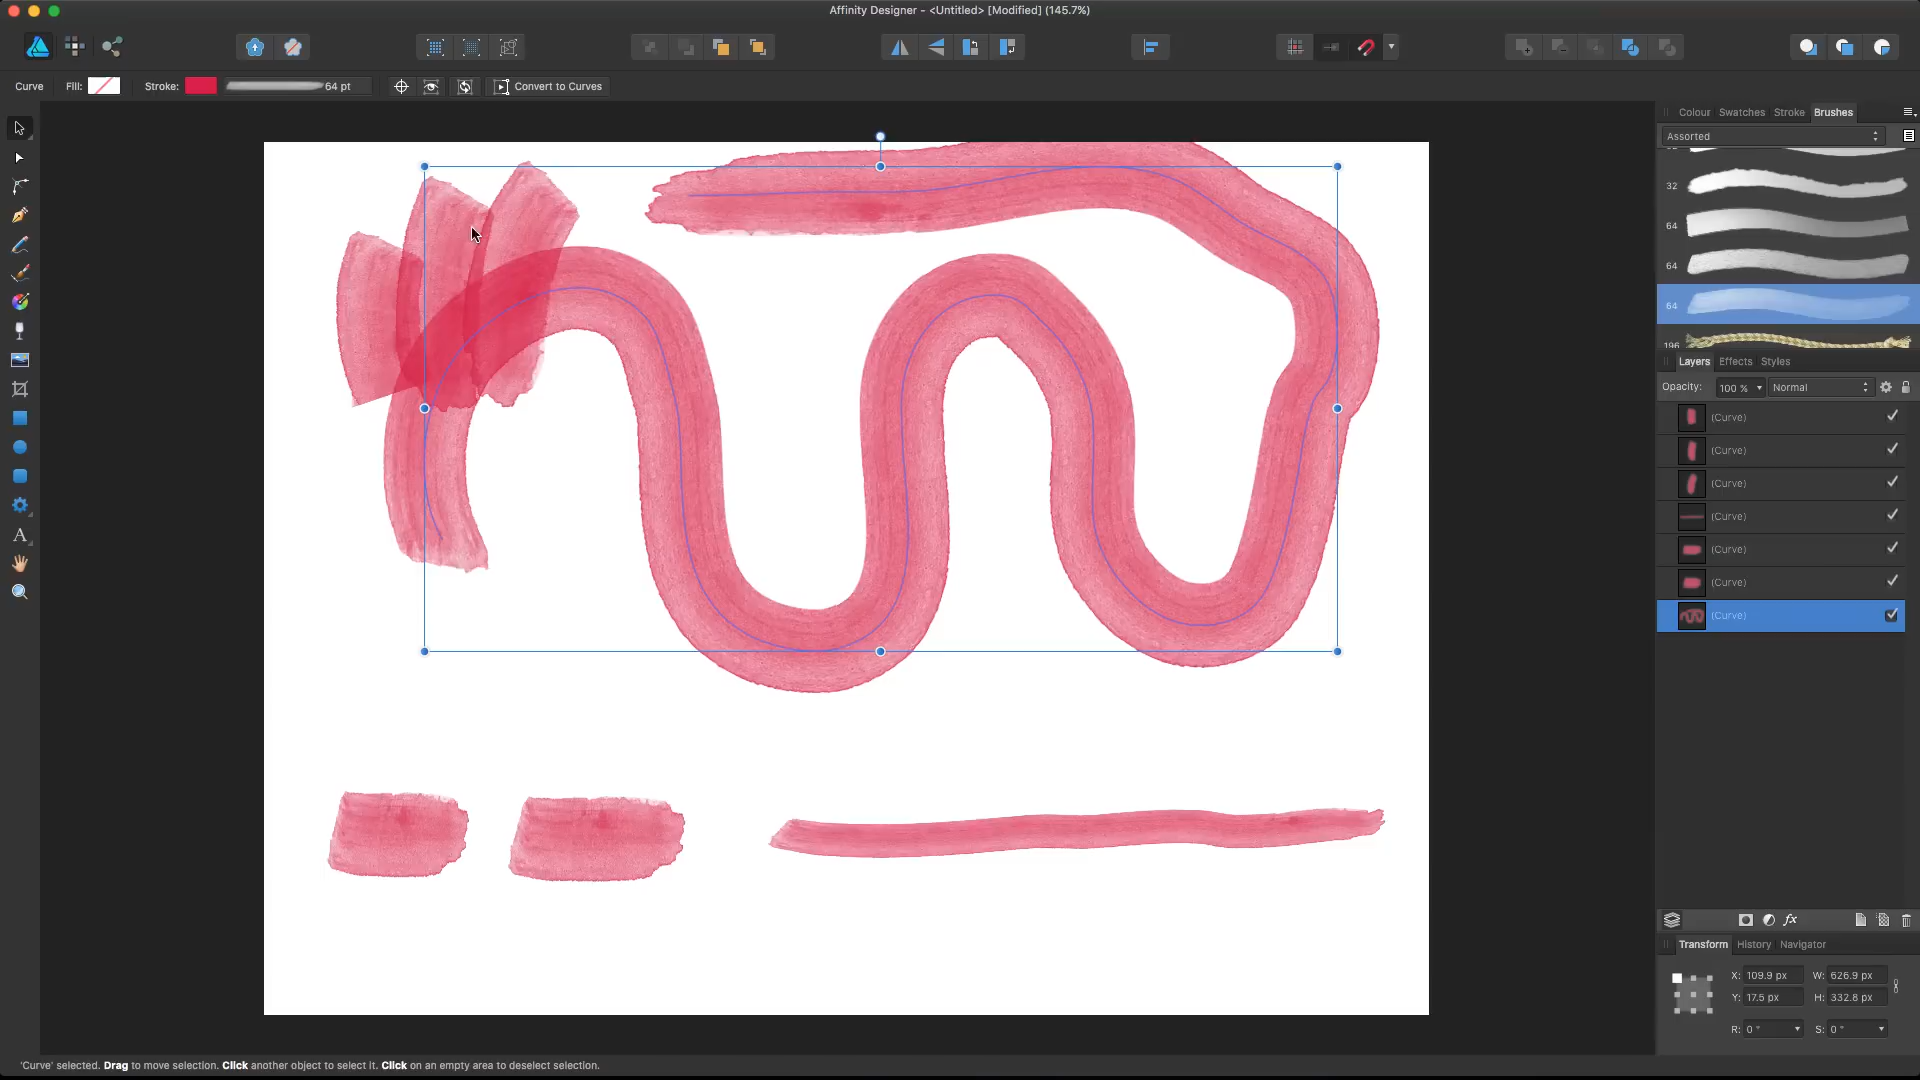 Affinity Designer - <Untitled> [Modified] (145.7%)
Curve Fill: Stroke: 64 pt Convert to Curves
Colour Swatches Stroke Brushes
Assorted
32
64
64
64
196
Layers Effects Styles
Opacity: 100 % Normal
(Curve)
(Curve)
(Curve)
(Curve)
(Curve)
(Curve)
(Curve)
A
fx
Transform History Navigator
X: 109.9 px W: 626.9 px
Y: 17.5 px H: 332.8 px
R: 0 ° S: 0 °
'Curve' selected. Drag to move selection. Click another object to select it. Click on an empty area to deselect selection.